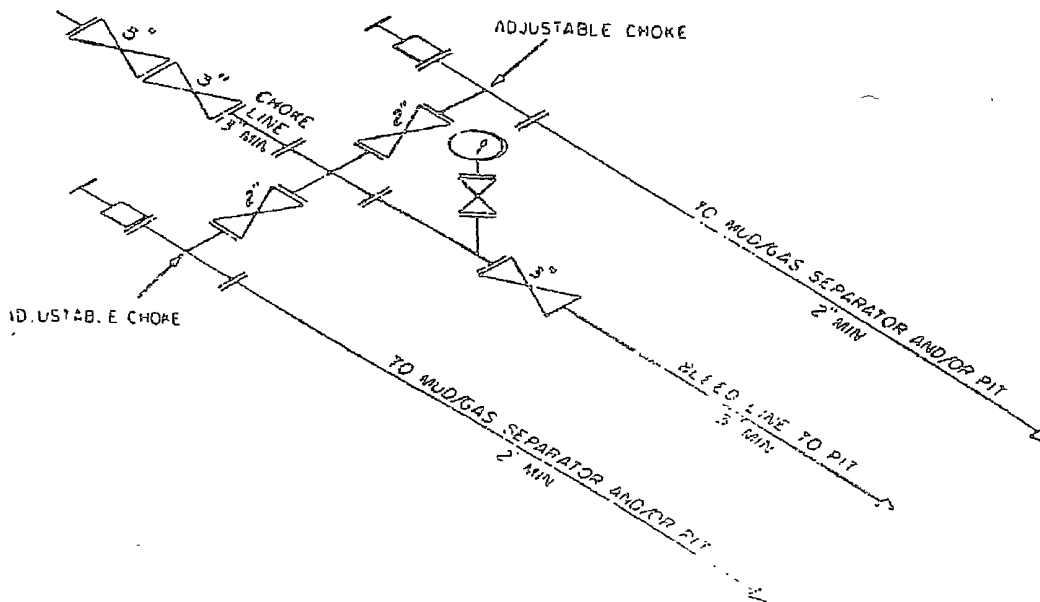 3"
3"
CHOKE
LINE
3" MIN
ADJUSTABLE CHOKE
2"
2"
3"
ADJUSTABLE CHOKE
TO MUD/GAS SEPARATOR AND/OR PIT
2" MIN
BLEED LINE TO PIT
3" MIN
TO MUD/GAS SEPARATOR AND/OR PIT
2" MIN